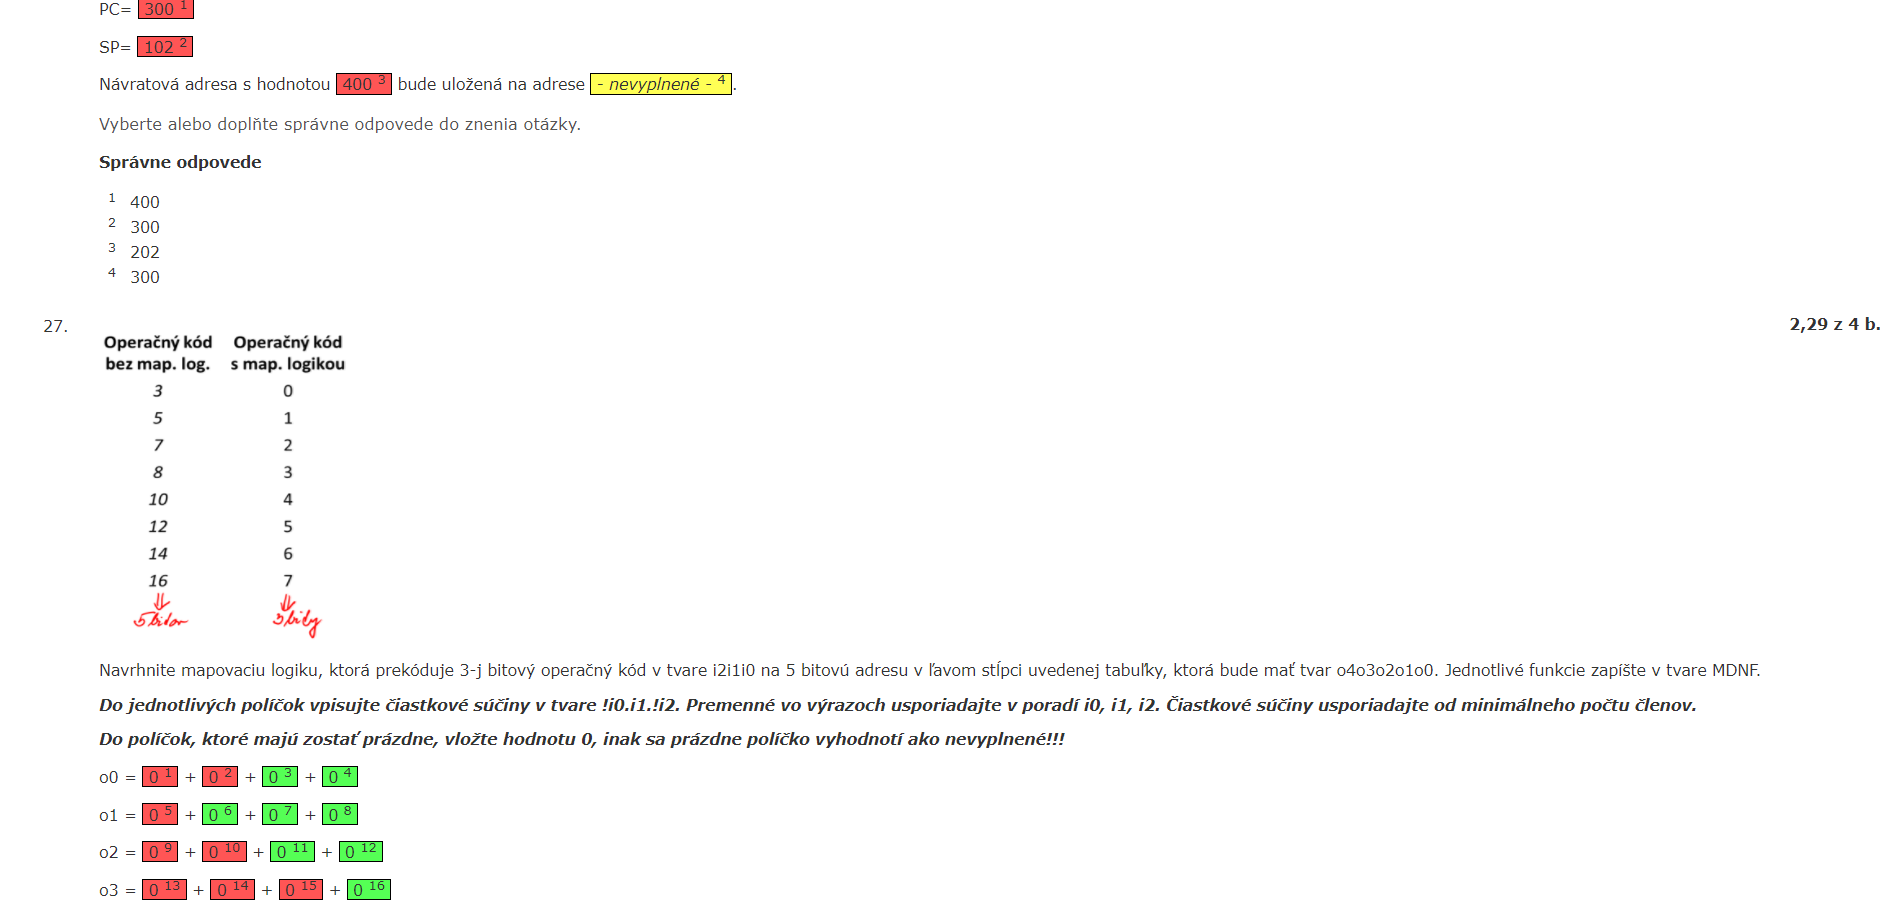 PC= 300 1
SP= 102 2
Návratová adresa s hodnotou 400 3 bude uložená na adrese - nevyplnené - 4.
Vyberte alebo doplňte správne odpovede do znenia otázky.
Správne odpovede
1 400
2 300
3 202
4 300
27.
2,29 z 4 b.
Operačný kód Operačný kód
bez map. log. s map. logikou
3 0
5 1
7 2
8 3
10 4
12 5
14 6
16 7
5 bitov 3 bity
Navrhnite mapovaciu logiku, ktorá prekóduje 3-j bitový operačný kód v tvare i2i1i0 na 5 bitovú adresu v ľavom stĺpci uvedenej tabuľky, ktorá bude mať tvar o4o3o2o1o0. Jednotlivé funkcie zapíšte v tvare MDNF.
Do jednotlivých políčok vpisujte čiastkové súčiny v tvare !i0.i1.!i2. Premenné vo výrazoch usporiadajte v poradí i0, i1, i2. Čiastkové súčiny usporiadajte od minimálneho počtu členov.
Do políčok, ktoré majú zostať prázdne, vložte hodnotu 0, inak sa prázdne políčko vyhodnotí ako nevyplnené!!!
o0 = 0 1 + 0 2 + 0 3 + 0 4
o1 = 0 5 + 0 6 + 0 7 + 0 8
o2 = 0 9 + 0 10 + 0 11 + 0 12
o3 = 0 13 + 0 14 + 0 15 + 0 16